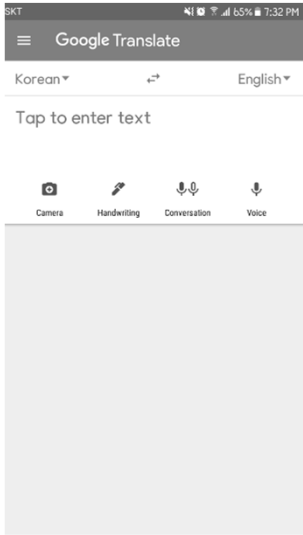 SKT 65% 7:32 PM
Google Translate
Korean English
Tap to enter text
Camera Handwriting Conversation Voice